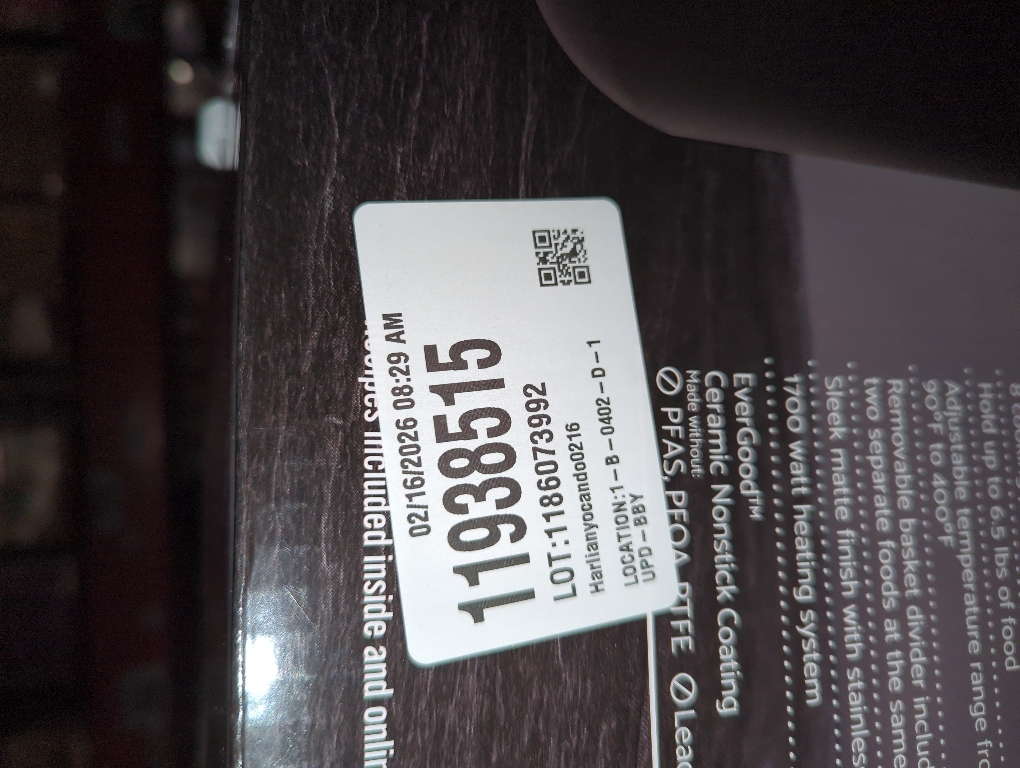 02/16/2026 08:29 AM
11938515
LOT:1186073992
Harlianyocando0216
LOCATION:1-B-0402-D-1
UPD-BBY
included inside and
PFAS, PFOA, PTFE
Made without:
Ceramic Nonstick Coating
EverGood™
1700 watt heating system
Sleek matte finish with
two separate foods at the same
Removable basket divider
90°F to 400°F
Adjustable temperature range
Hold up to 6.5 lbs of food